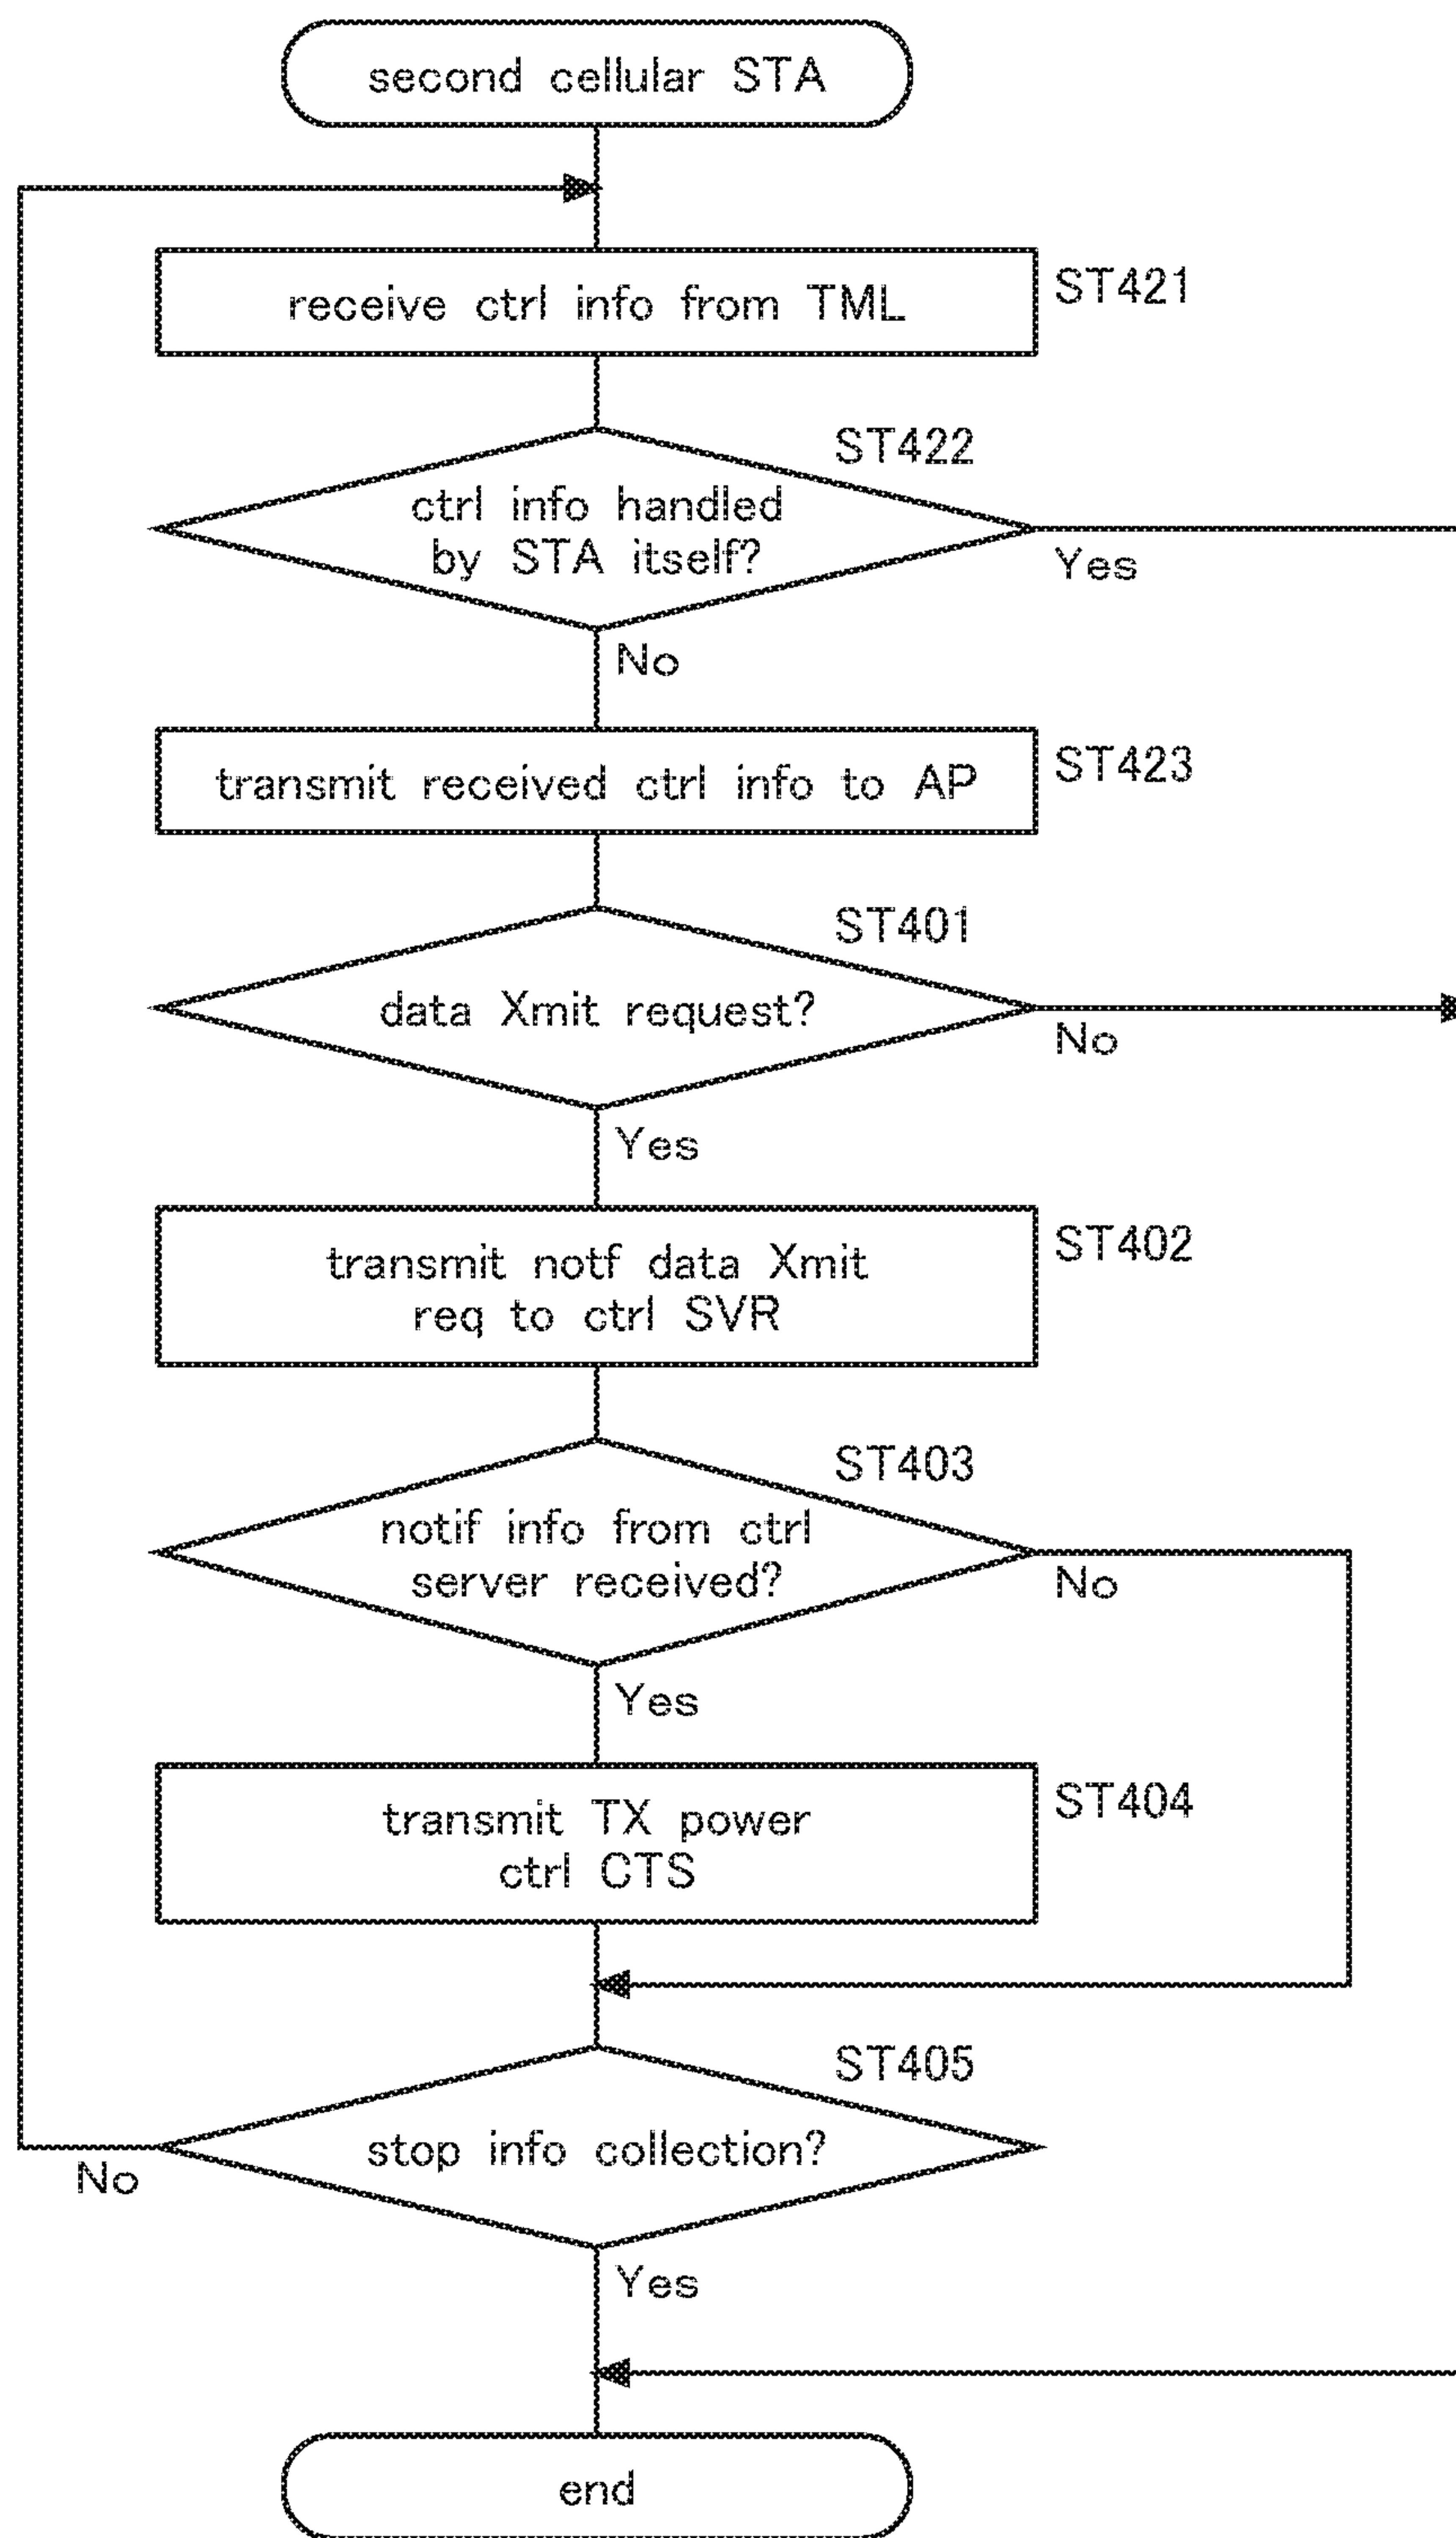 second cellular STA
receive ctrl info from TML
ST421
ST422
ctrl info handled
by STA itself?
Yes
No
transmit received ctrl info to AP
ST423
ST401
data Xmit request?
No
Yes
transmit notf data Xmit
req to ctrl SVR
ST402
ST403
notif info from ctrl
server received?
No
Yes
transmit TX power
ctrl CTS
ST404
ST405
stop info collection?
No
Yes
end